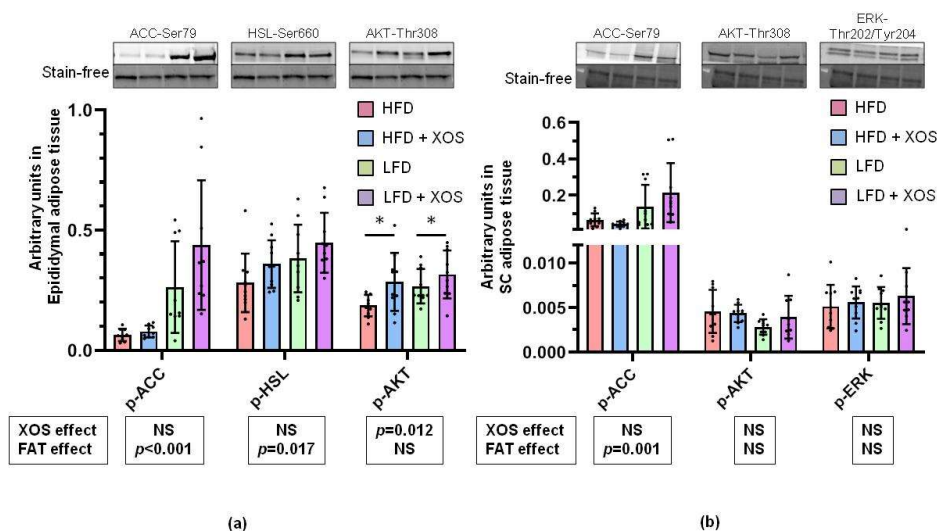 ACC-Ser79
HSL-Ser660
AKT-Thr308
Stain-free
HFD
HFD + XOS
LFD
LFD + XOS
Arbitrary units in
Epididymal adipose tissue
1.0
0.5
0.0
*
*
p-ACC
p-HSL
p-AKT
XOS effect
FAT effect
NS
p<0.001
NS
p=0.017
p=0.012
NS
(a)
ACC-Ser79
AKT-Thr308
ERK-
Thr202/Tyr204
Stain-free
HFD
HFD + XOS
LFD
LFD + XOS
Arbitrary units in
SC adipose tissue
0.6
0.4
0.2
0.010
0.005
0.000
p-ACC
p-AKT
p-ERK
XOS effect
FAT effect
NS
p=0.001
NS
NS
NS
NS
(b)